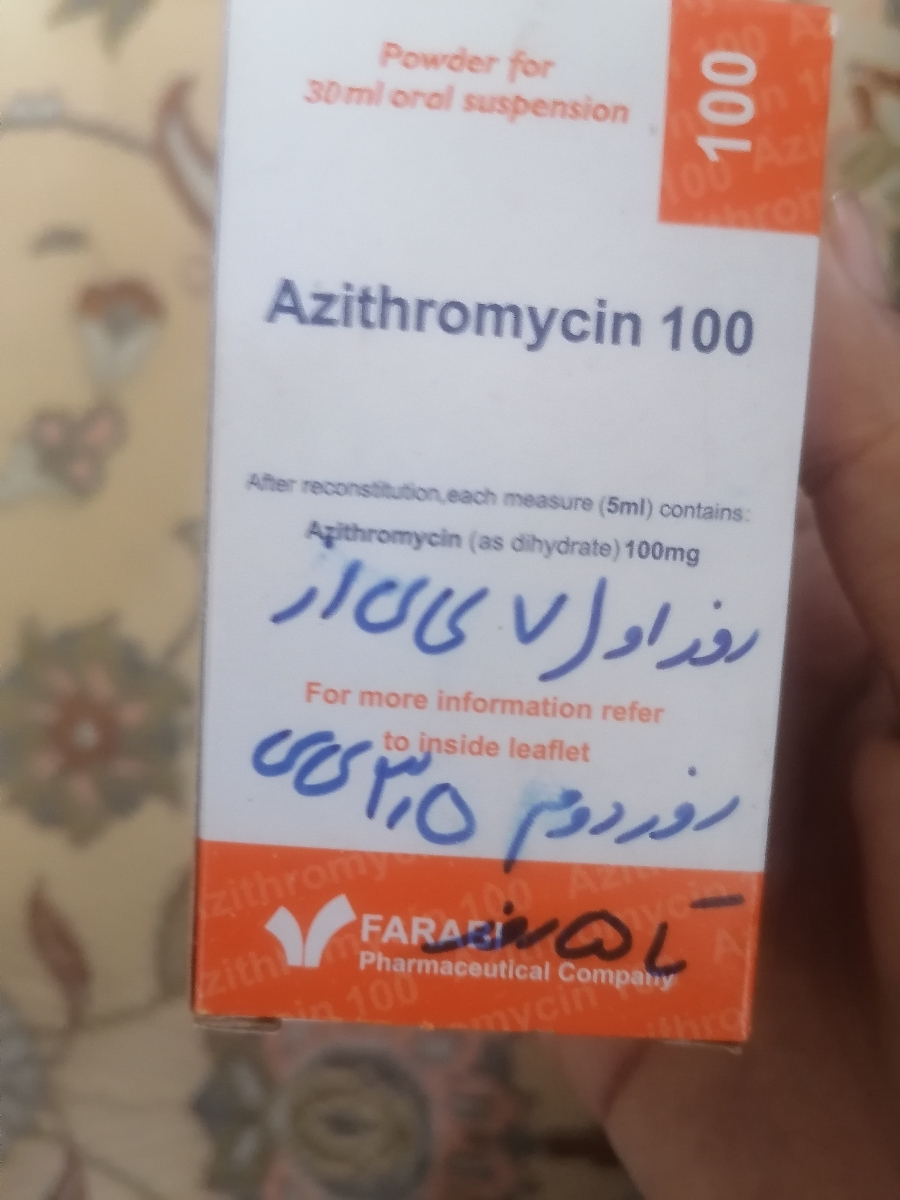 Powder for
30ml oral suspension
100
Azithromycin 100
After reconstitution,each measure (5ml) contains:
Azithromycin (as dihydrate) 100mg
روز اول ۷ سی سی
For more information refer
to inside leaflet
روز دوم ۳٫۵ سی سی
تا ۵ روز
FARABI
Pharmaceutical Company